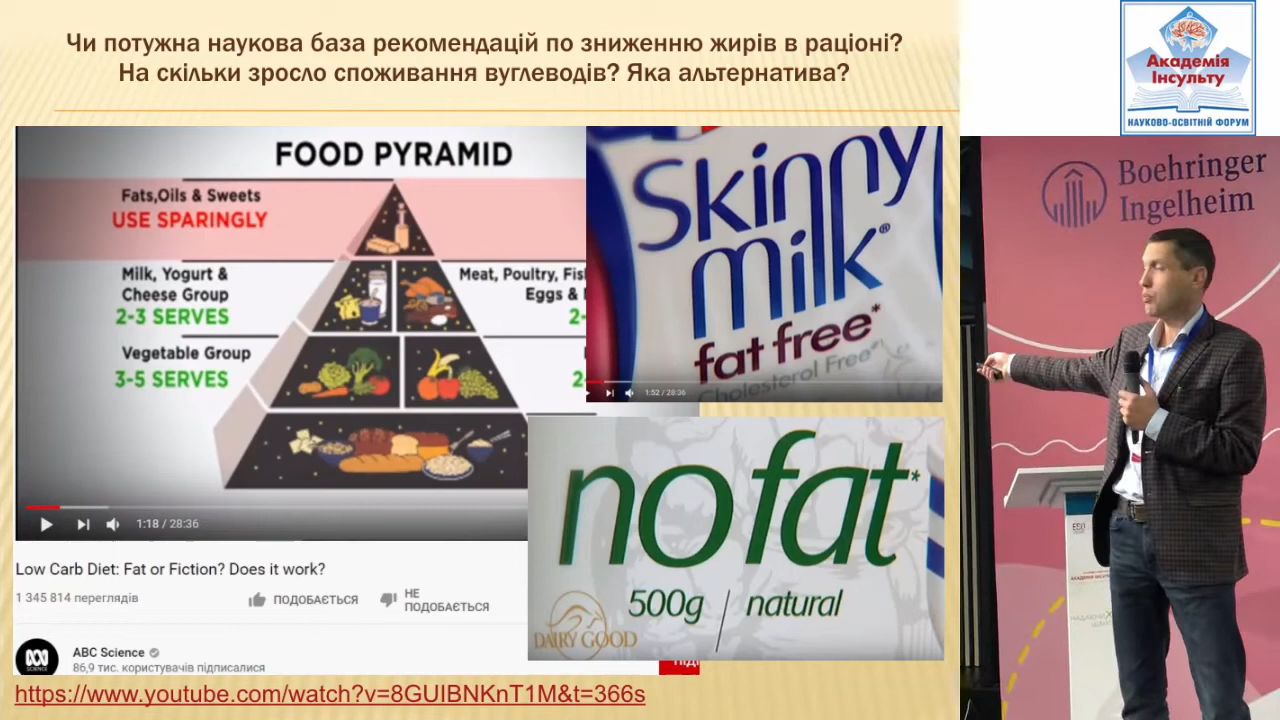 Чи потужна наукова база рекомендацій по зниженню жирів в раціоні?
На скільки зросло споживання вуглеводів? Яка альтернатива?
FOOD PYRAMID
Fats,Oils & Sweets
USE SPARINGLY
Milk, Yogurt &
Cheese Group
2-3 SERVES
Meat, Poultry,
Eggs &
2-
Vegetable Group
3-5 SERVES
2-
1:18 / 28:36
Skinny
milk®
fat free*
Cholesterol Free*
1:52 / 28:36
no fat*
500g / natural
DAIRY GOOD
Low Carb Diet: Fat or Fiction? Does it work?
1 345 814 переглядів
ПОДОБАЄТЬСЯ
НЕ
ПОДОБАЄТЬСЯ
ABC Science
86,9 тис. користувачів підписалися
https://www.youtube.com/watch?v=8GUIBNKnT1M&t=366s
Академія
Інсульту
НАУКОВО-ОСВІТНІЙ ФОРУМ
Boehringer
Ingelheim